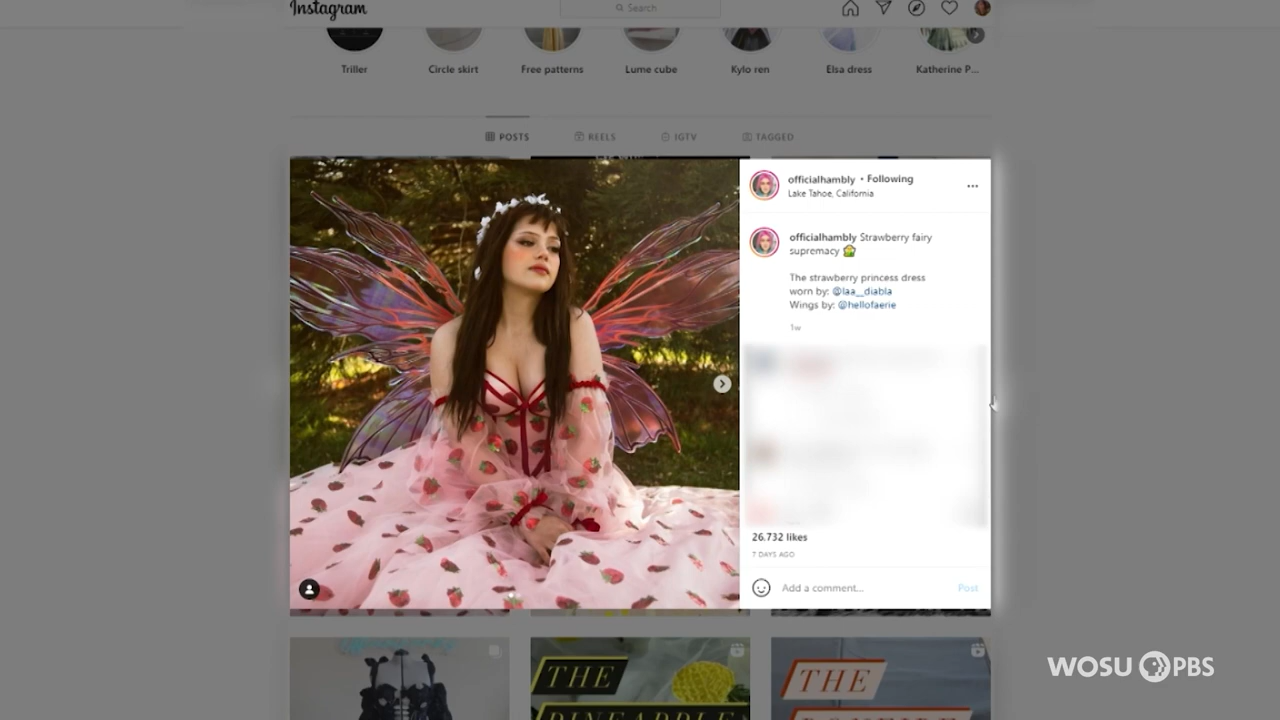 Instagram
Search
Triller
Circle skirt
Free patterns
Lume cube
Kylo ren
Elsa dress
Katherine P...
POSTS
REELS
IGTV
TAGGED
officialhambly • Following
Lake Tahoe, California
officialhambly Strawberry fairy
supremacy
The strawberry princess dress
worn by: @laa__diabla
Wings by: @hellofaerie
1w
26.732 likes
7 DAYS AGO
Add a comment...
Post
THE
THE
WOSU PBS